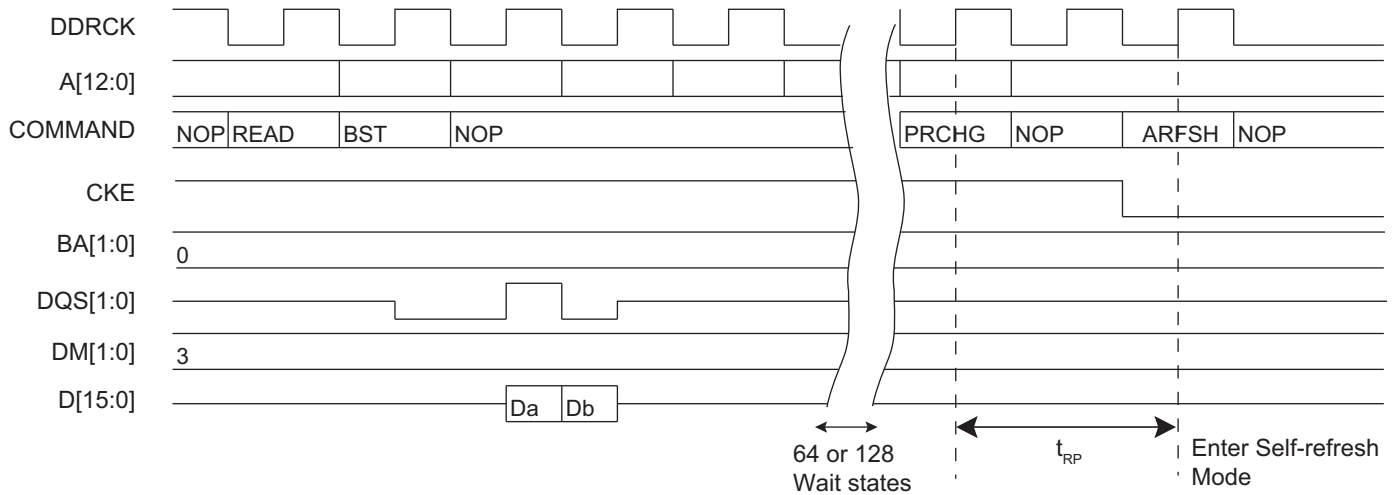 DDRCK
A[12:0]
COMMAND NOP READ BST NOP PRCHG NOP ARFSH NOP
CKE
BA[1:0] 0
DQS[1:0]
DM[1:0] 3
D[15:0] Da Db
64 or 128
Wait states
tRP
Enter Self-refresh
Mode